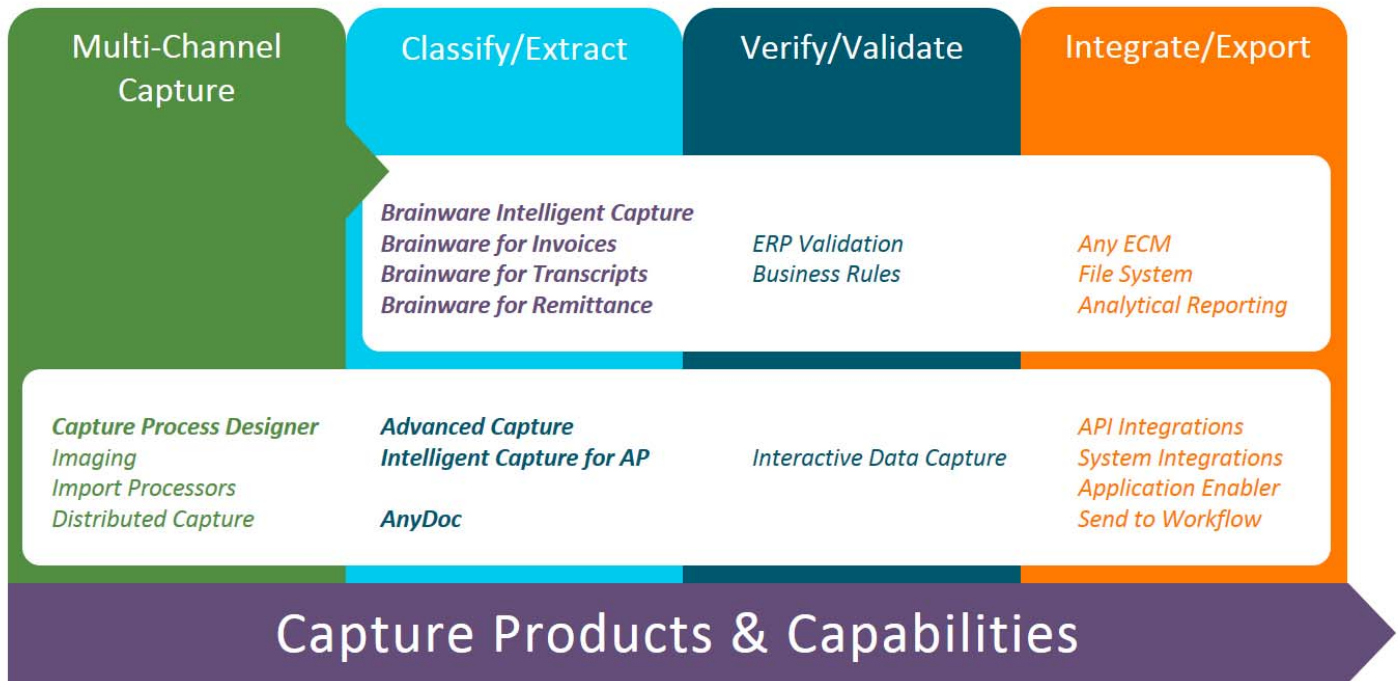 Multi-Channel
Capture
Classify/Extract
Verify/Validate
Integrate/Export
Brainware Intelligent Capture
Brainware for Invoices
Brainware for Transcripts
Brainware for Remittance
ERP Validation
Business Rules
Any ECM
File System
Analytical Reporting
Capture Process Designer
Imaging
Import Processors
Distributed Capture
Advanced Capture
Intelligent Capture for AP
AnyDoc
Interactive Data Capture
API Integrations
System Integrations
Application Enabler
Send to Workflow
Capture Products & Capabilities